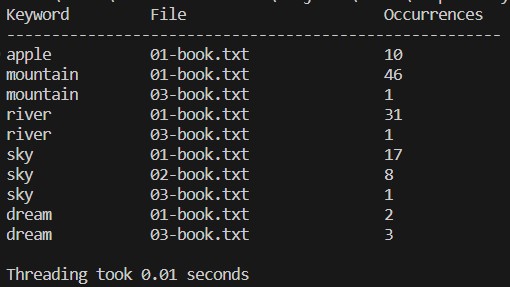 Keyword File Occurrences
-------------------------------------------------------
apple 01-book.txt 10
mountain 01-book.txt 46
mountain 03-book.txt 1
river 01-book.txt 31
river 03-book.txt 1
sky 01-book.txt 17
sky 02-book.txt 8
sky 03-book.txt 1
dream 01-book.txt 2
dream 03-book.txt 3
Threading took 0.01 seconds